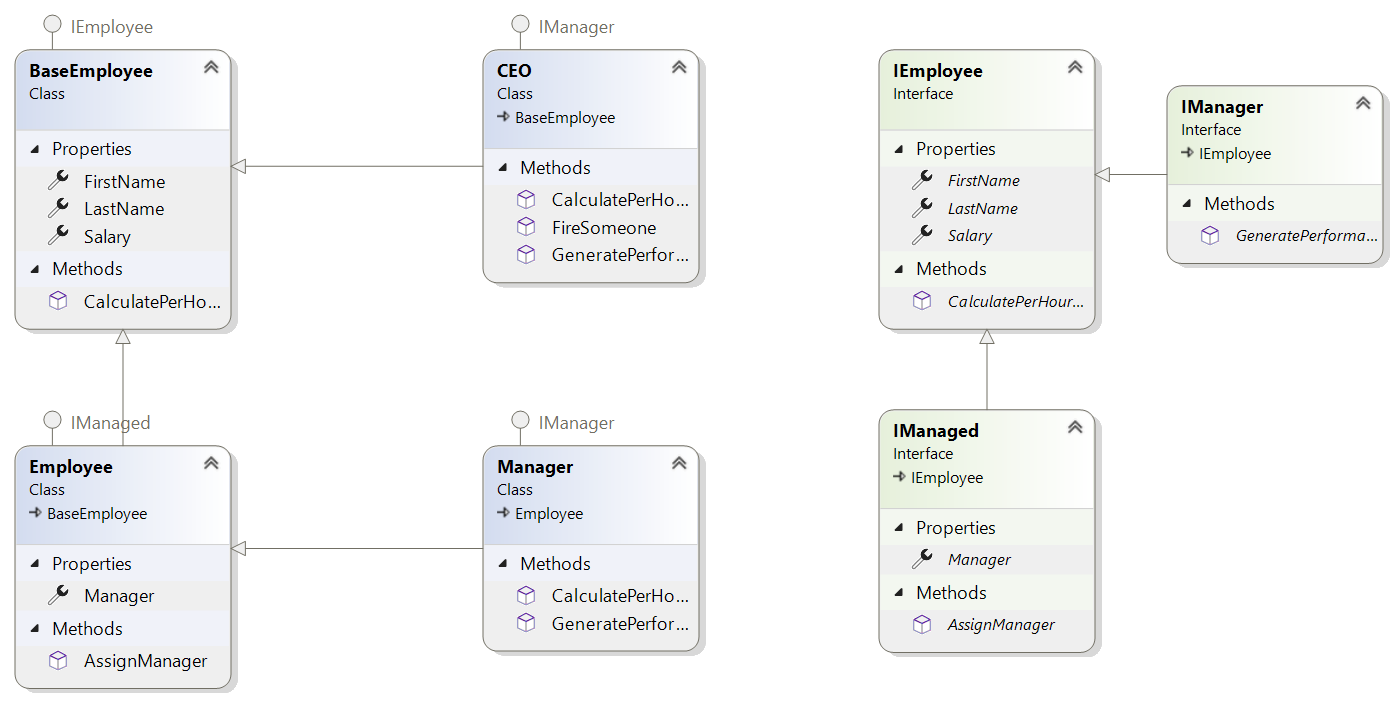 IEmployee
BaseEmployee
Class
Properties
FirstName
LastName
Salary
Methods
CalculatePerHo...
IManager
CEO
Class
BaseEmployee
Methods
CalculatePerHo...
FireSomeone
GeneratePerfor...
IEmployee
Interface
Properties
FirstName
LastName
Salary
Methods
CalculatePerHour...
IManager
Interface
IEmployee
Methods
GeneratePerforma...
IManaged
Employee
Class
BaseEmployee
Properties
Manager
Methods
AssignManager
IManager
Manager
Class
Employee
Methods
CalculatePerHo...
GeneratePerfor...
IManaged
Interface
IEmployee
Properties
Manager
Methods
AssignManager